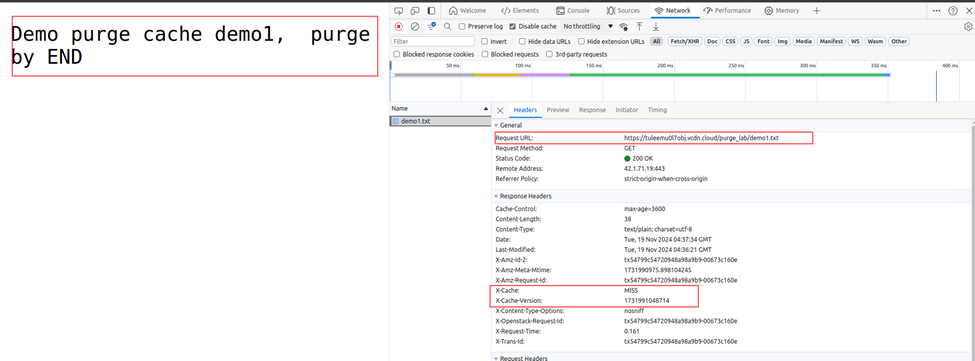 Demo purge cache demo1, purge
by END
Welcome Elements Console Sources Network Performance Memory
Preserve log Disable cache No throttling
Filter Invert Hide data URLs Hide extension URLs All Fetch/XHR Doc CSS JS Font Img Media Manifest WS Wasm Other
Blocked response cookies Blocked requests 3rd-party requests
50 ms 100 ms 150 ms 200 ms 250 ms 300 ms 350 ms 400 ms
Name
demo1.txt
Headers Preview Response Initiator Timing
General
Request URL: https://tuleemu0l7obj.vcdn.cloud/purge_lab/demo1.txt
Request Method: GET
Status Code: 200 OK
Remote Address: 42.1.71.19:443
Referrer Policy: strict-origin-when-cross-origin
Response Headers
Cache-Control: max-age=3600
Content-Length: 38
Content-Type: text/plain; charset=utf-8
Date: Tue, 19 Nov 2024 04:37:34 GMT
Last-Modified: Tue, 19 Nov 2024 04:36:21 GMT
X-Amz-Id-2: tx54799c54720948a98a9b9-00673c160e
X-Amz-Meta-Mtime: 1731990975.898104245
X-Amz-Request-Id: tx54799c54720948a98a9b9-00673c160e
X-Cache: MISS
X-Cache-Version: 1731991048714
X-Content-Type-Options: nosniff
X-Openstack-Request-Id: tx54799c54720948a98a9b9-00673c160e
X-Request-Time: 0.161
X-Trans-Id: tx54799c54720948a98a9b9-00673c160e
Request Headers